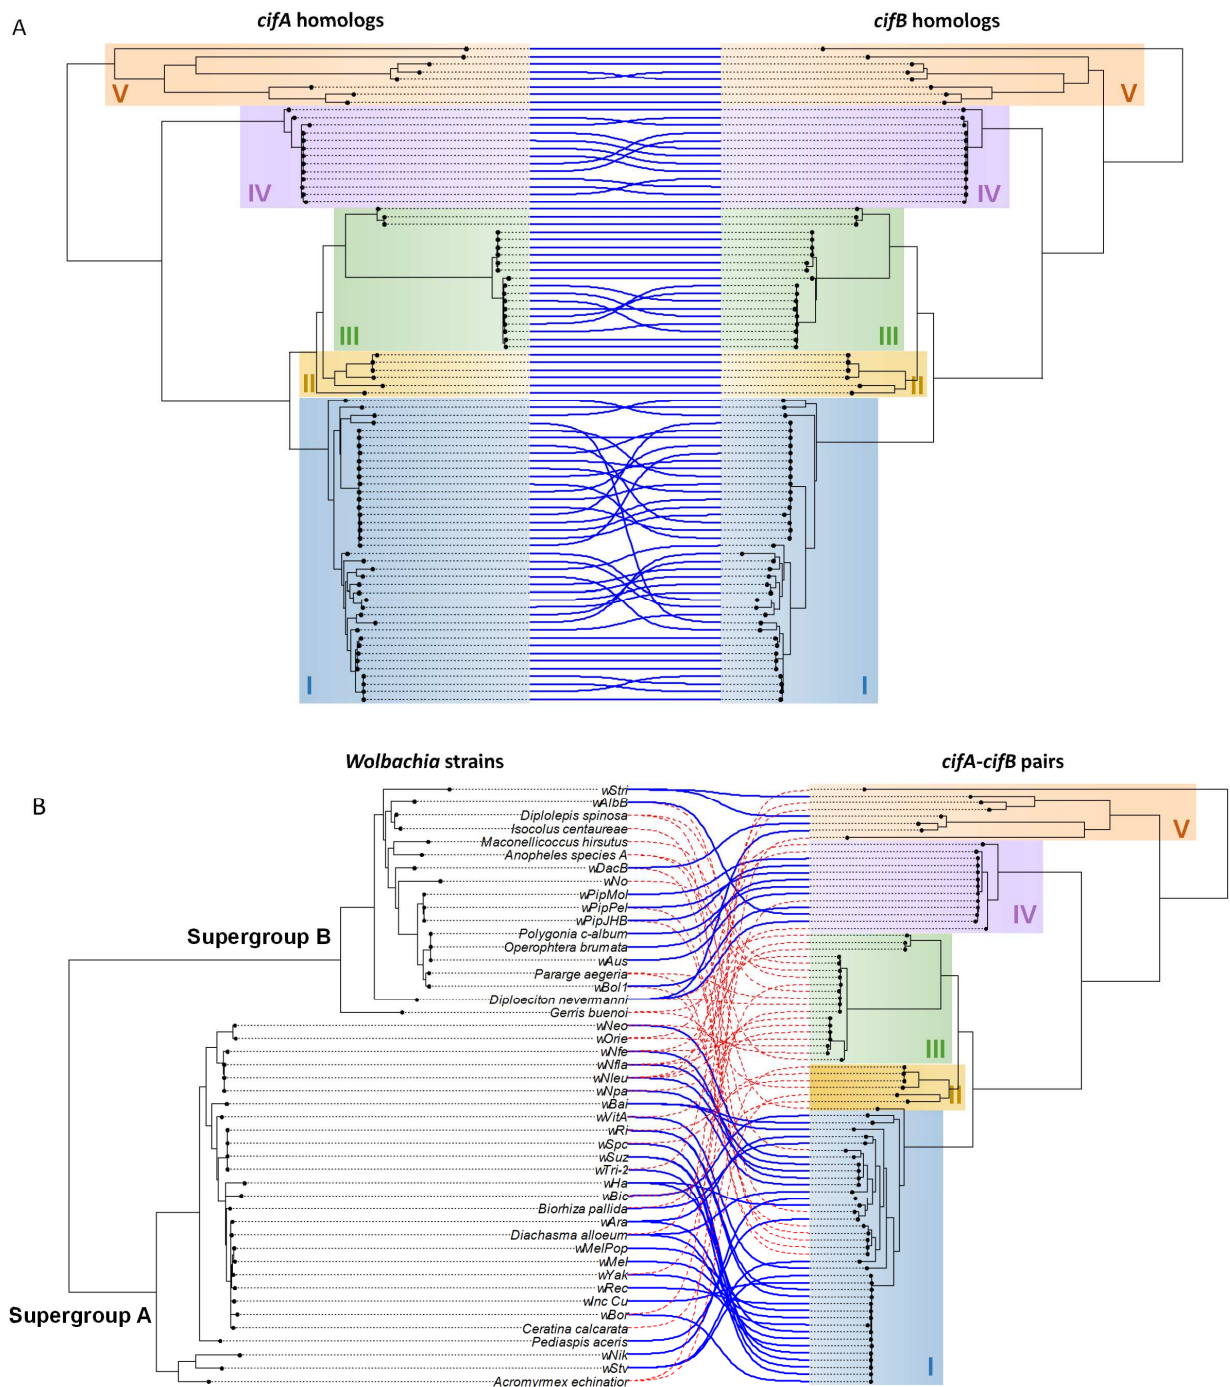 A
cifA homologs
cifB homologs
V
V
IV
IV
III
III
II
II
I
I
B
Wolbachia strains
cifA-cifB pairs
wStri
wAlbB
Diplolepis spinosa
Isocolus centaureae
Maconellicoccus hirsutus
Anopheles species A
wDacB
wNo
wPipMol
wPipPel
wPipJHB
Polygonia c-album
Operophtera brumata
wAus
Pararge aegeria
wBol1
Diploeciton nevermanni
Gerris buenoi
wNeo
wOrie
wNfe
wNfla
wNleu
wNpa
wBai
wVitA
wRi
wSpc
wSuz
wTri-2
wHa
wBic
Biorhiza pallida
wAra
Diachasma alloeum
wMelPop
wMel
wYak
wRec
wInc Cu
wBor
Ceratina calcarata
Pediaspis aceris
wNik
wStv
Acromyrmex echinatior
Supergroup B
Supergroup A
V
IV
III
II
I